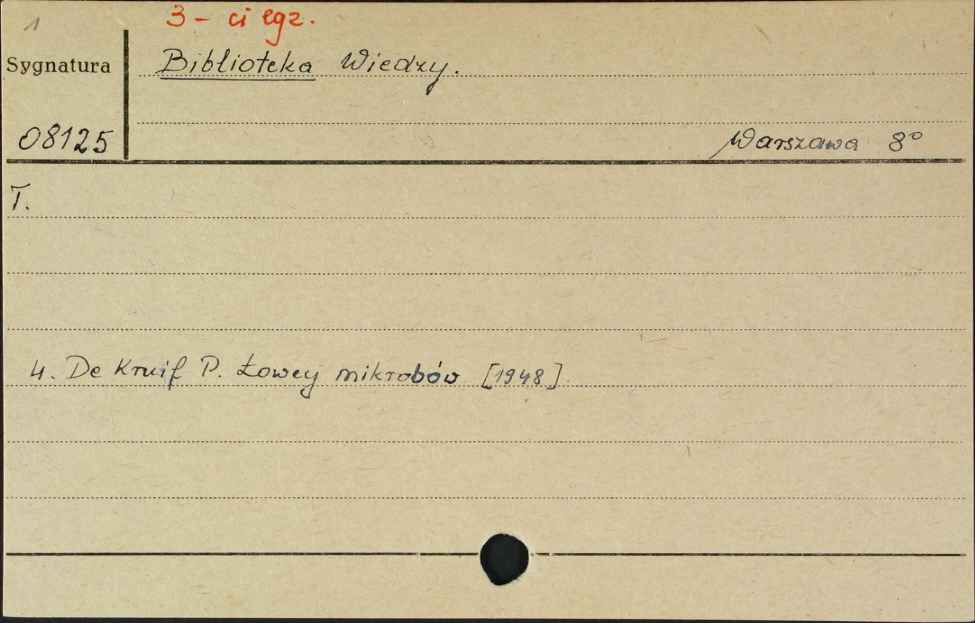 1
3-ci egz.
Sygnatura
Biblioteka Wiedzy.
08125
Warszawa 8°
T.
4. De Kruif P. Łowcy mikrobów [1948]